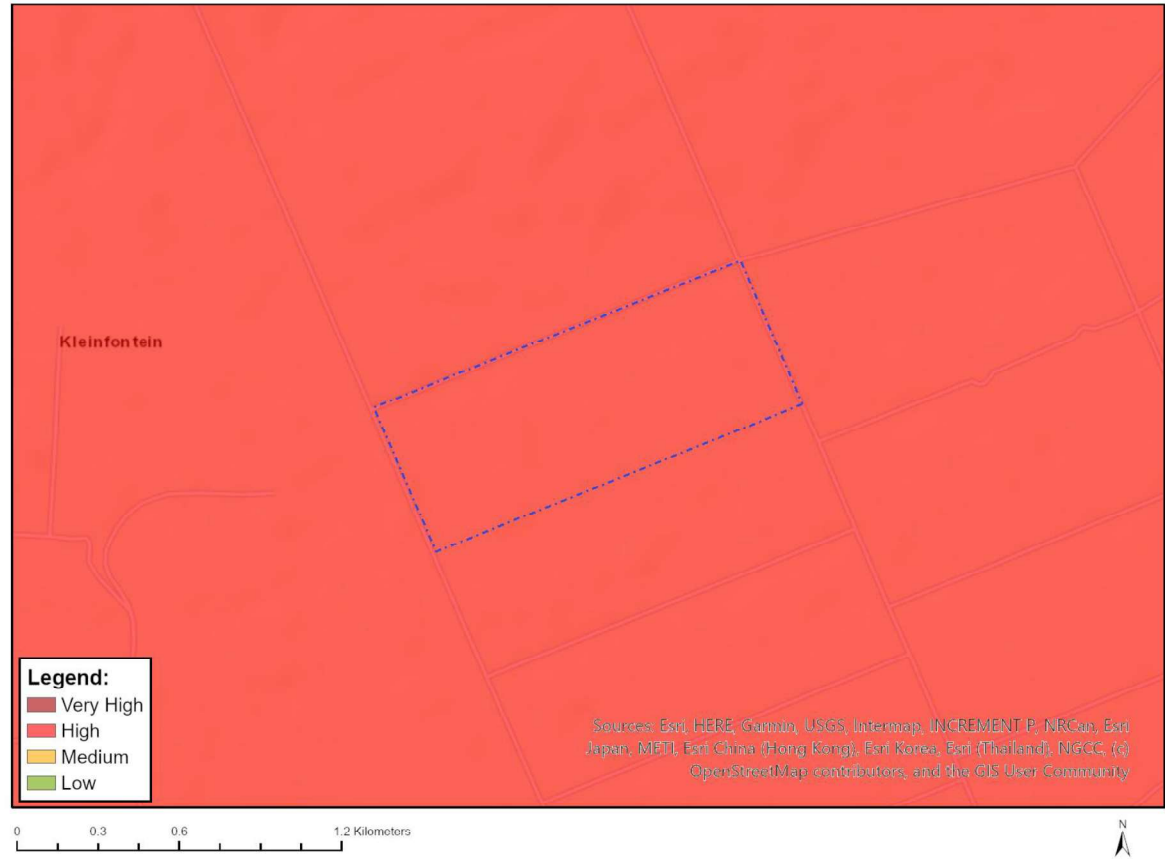 Kleinfontein
Legend:
Very High
High
Medium
Low
Sources: Esri, HERE, Garmin, USGS, Intermap, INCREMENT P, NRCan, Esri
Japan, METI, Esri China (Hong Kong), Esri Korea, Esri (Thailand), NGCC, (c)
OpenStreetMap contributors, and the GIS User Community
0 0.3 0.6 1.2 Kilometers
N